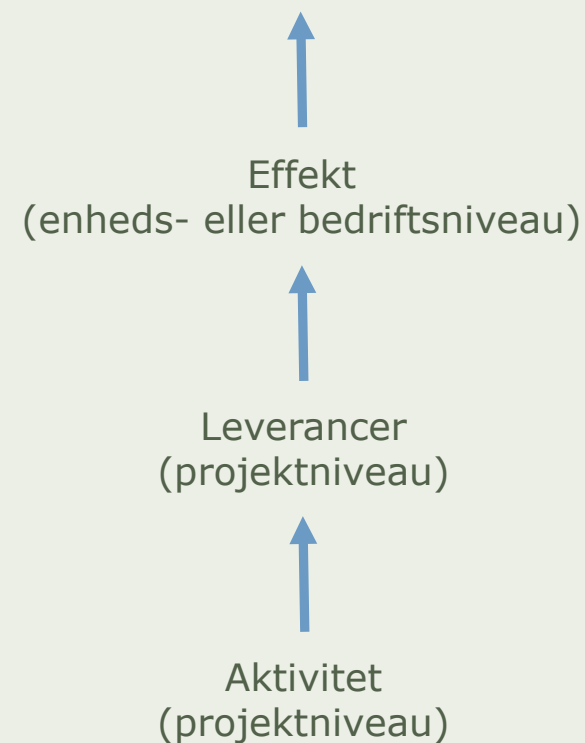 Effekt
(enheds- eller bedriftsniveau)
Leverancer
(projektniveau)
Aktivitet
(projektniveau)